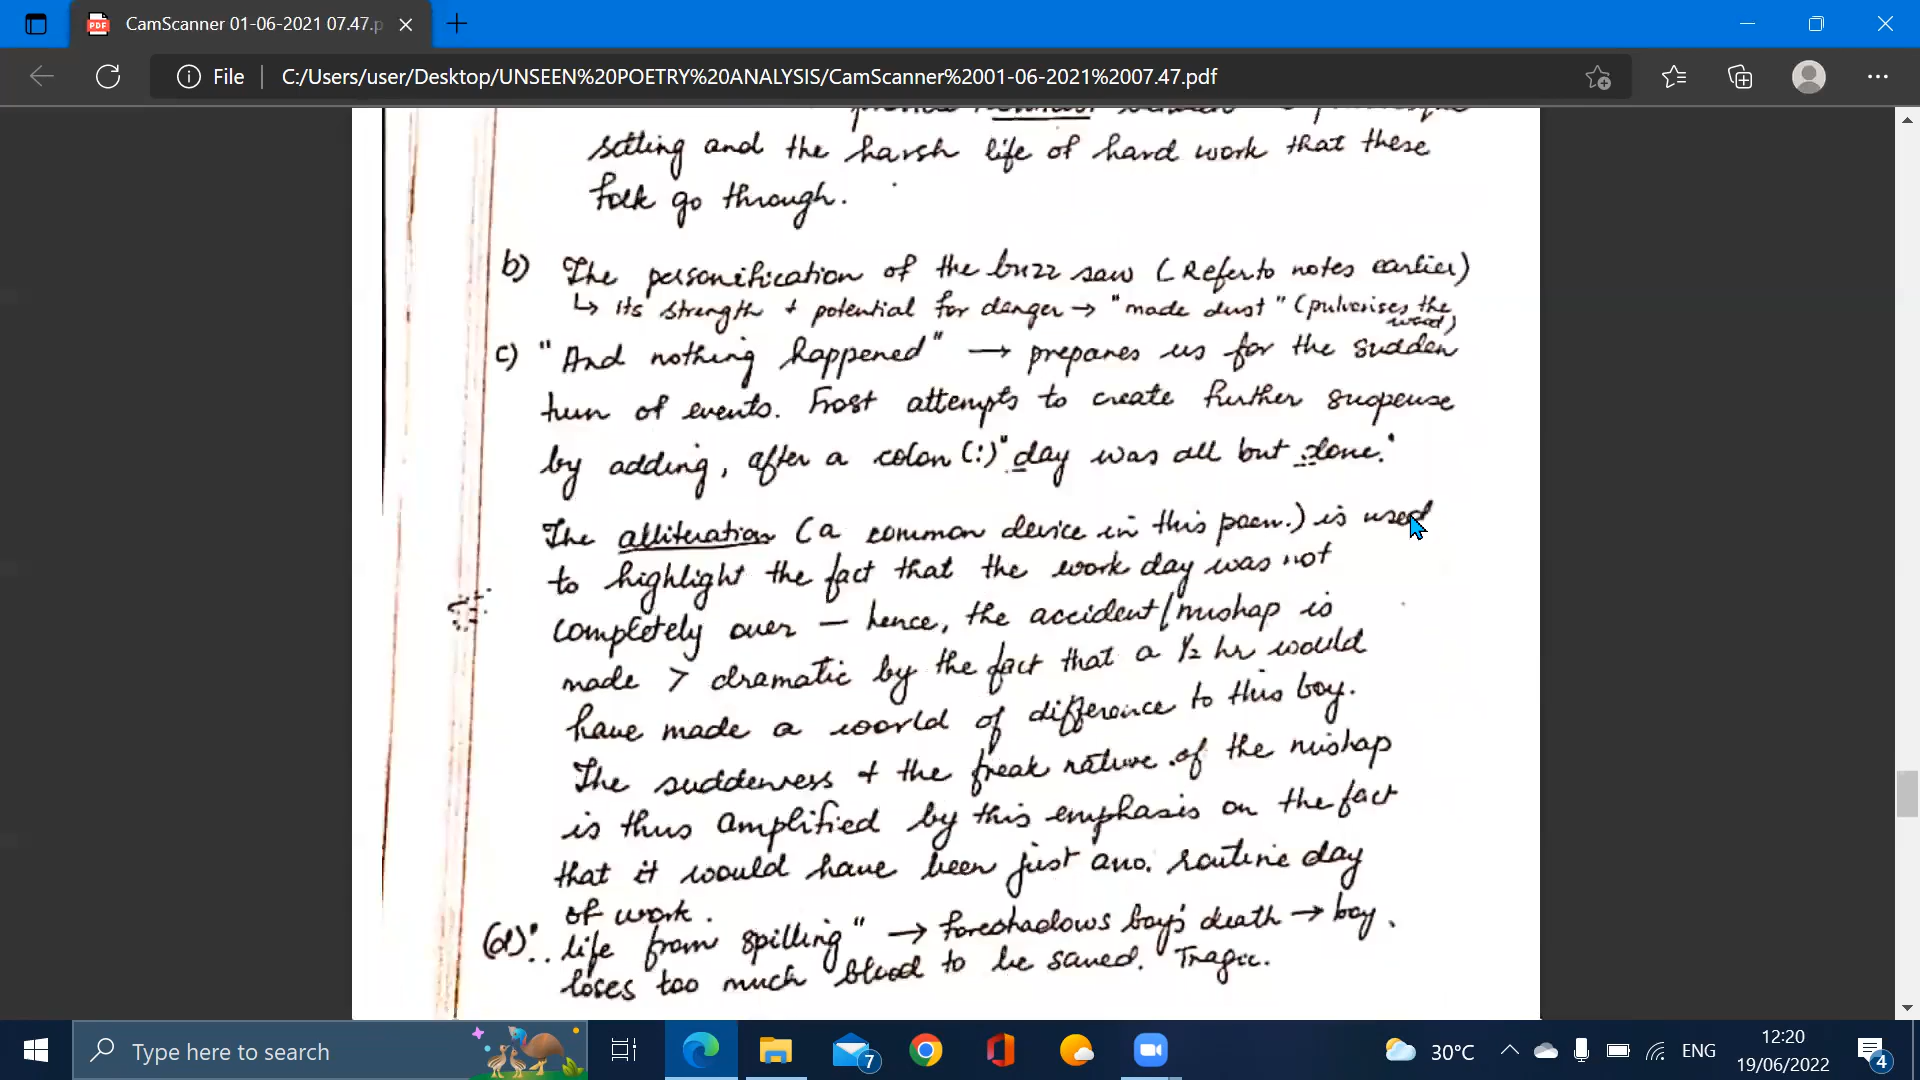 CamScanner 01-06-2021 07.47.p
File
C:/Users/user/Desktop/UNSEEN%20POETRY%20ANALYSIS/CamScanner%2001-06-2021%2007.47.pdf
setting and the harsh life of hard work that these
folk go through.
b) The personification of the buzz saw (Refer to notes earlier)
↳ its strength + potential for danger → "made dust" (pulverises the
wood)
c) "And nothing happened" → prepares us for the sudden
turn of events. Frost attempts to create further suspense
by adding, after a colon (:) "day was all but done."
The alliteration (a common device in this poem.) is used
to highlight the fact that the work day was not
completely over – hence, the accident/mishap is
made > dramatic by the fact that a ½ hr would
have made a world of difference to this boy.
The suddenness + the freak nature of the mishap
is thus amplified by this emphasis on the fact
that it would have been just ano. routine day
of work.
(d) "... life from spilling" → foreshadows boy's death → boy
loses too much blood to be saved. Tragic.
Type here to search
7
30°C
ENG
12:20
19/06/2022
4